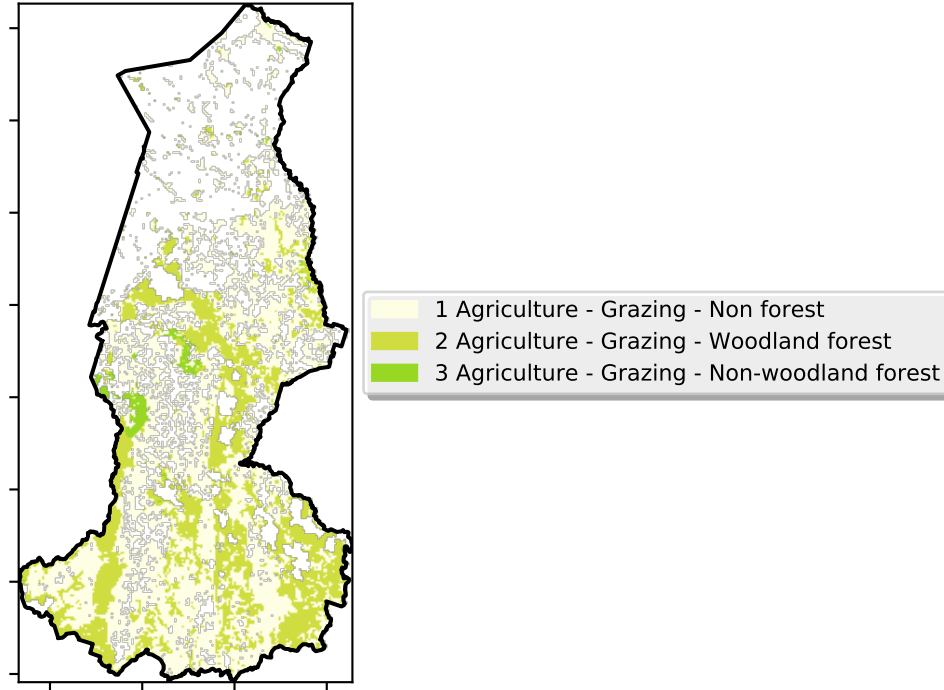 1 Agriculture - Grazing - Non forest
2 Agriculture - Grazing - Woodland forest
3 Agriculture - Grazing - Non-woodland forest